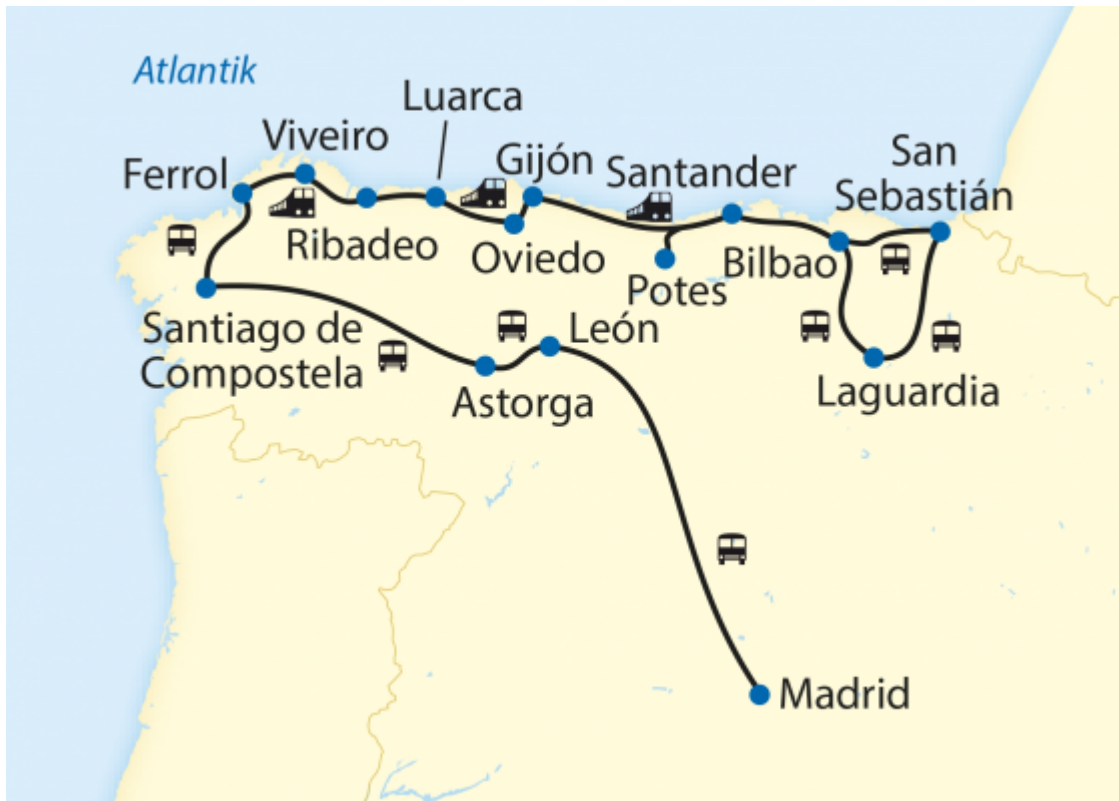 Atlantik
Luarca
Viveiro
Gijón
San
Sebastián
Ferrol
Santander
Ribadeo
Oviedo
Bilbao
Potes
Santiago de
Compostela
León
Astorga
Laguardia
Madrid